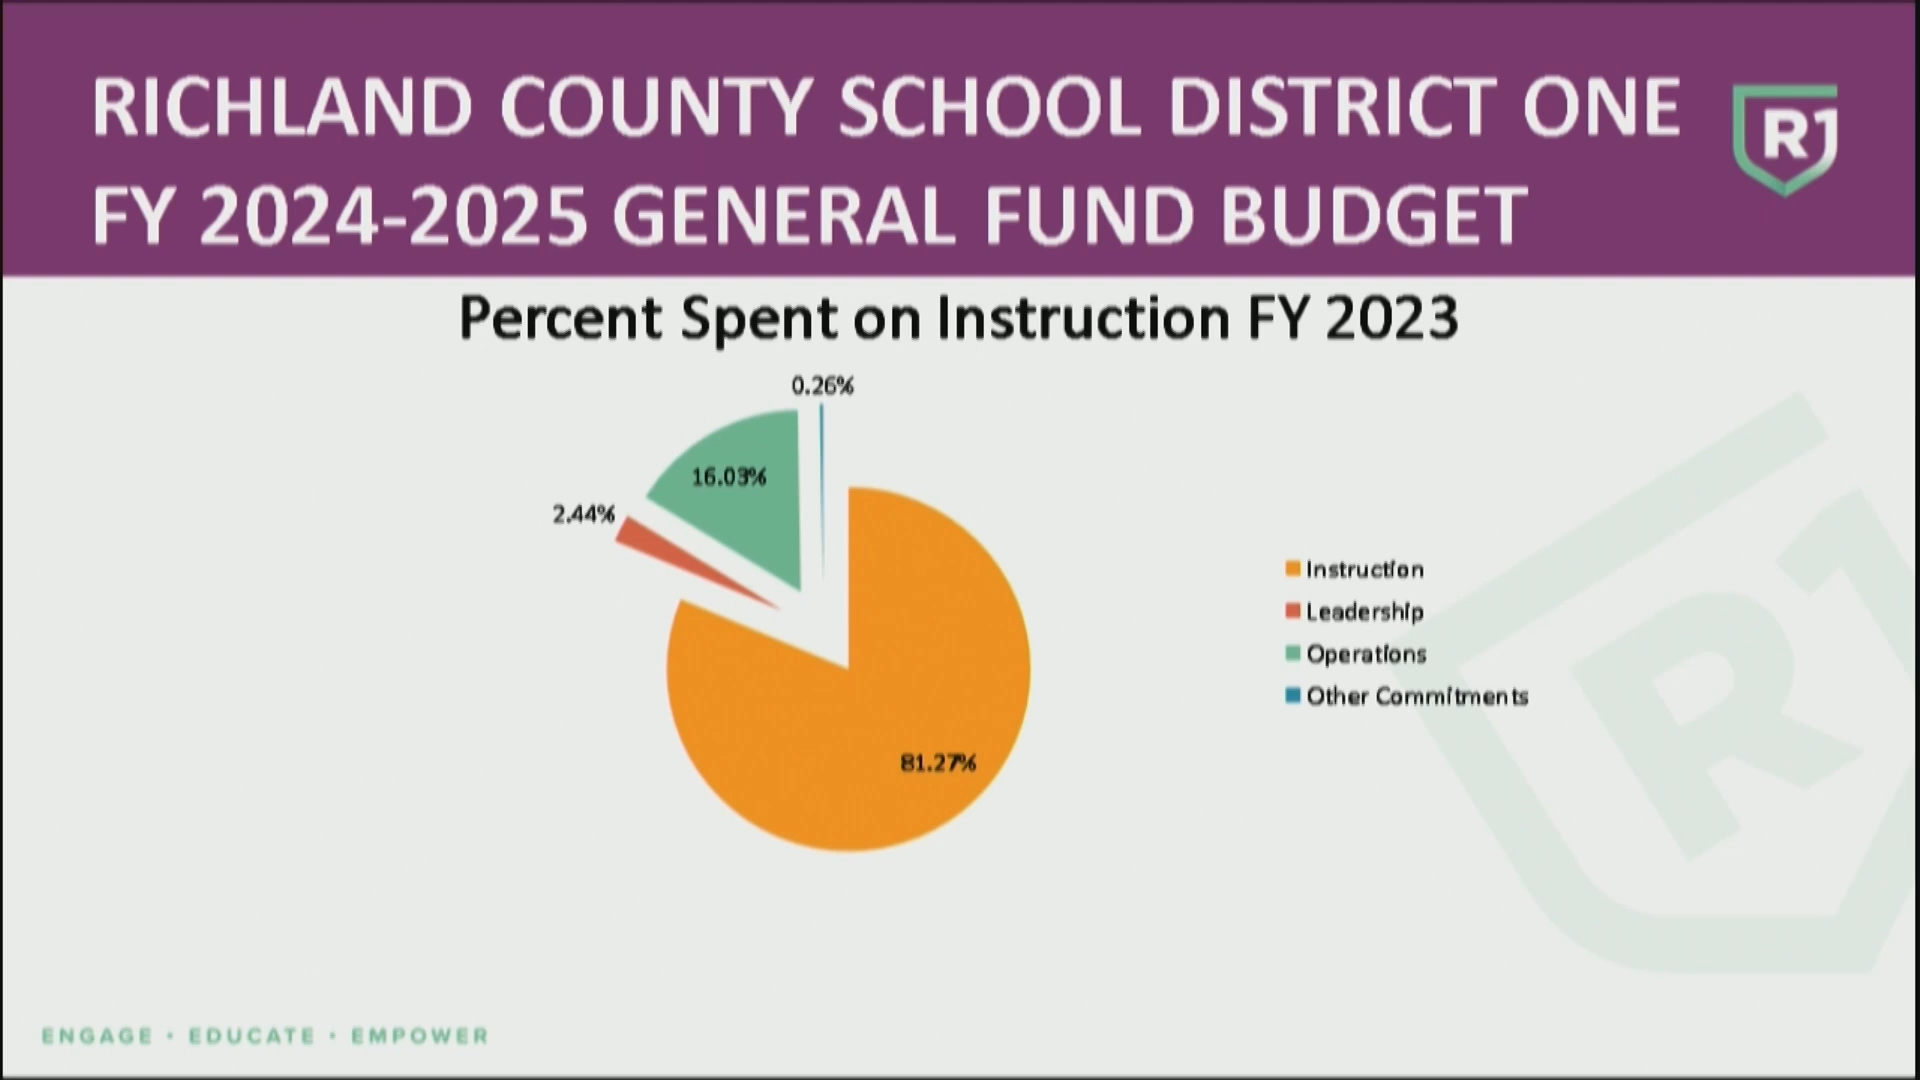 RICHLAND COUNTY SCHOOL DISTRICT ONE
R1
FY 2024-2025 GENERAL FUND BUDGET
Percent Spent on Instruction FY 2023
0.26%
16.03%
2.44%
81.27%
Instruction
Leadership
Operations
Other Commitments
R1
ENGAGE • EDUCATE • EMPOWER